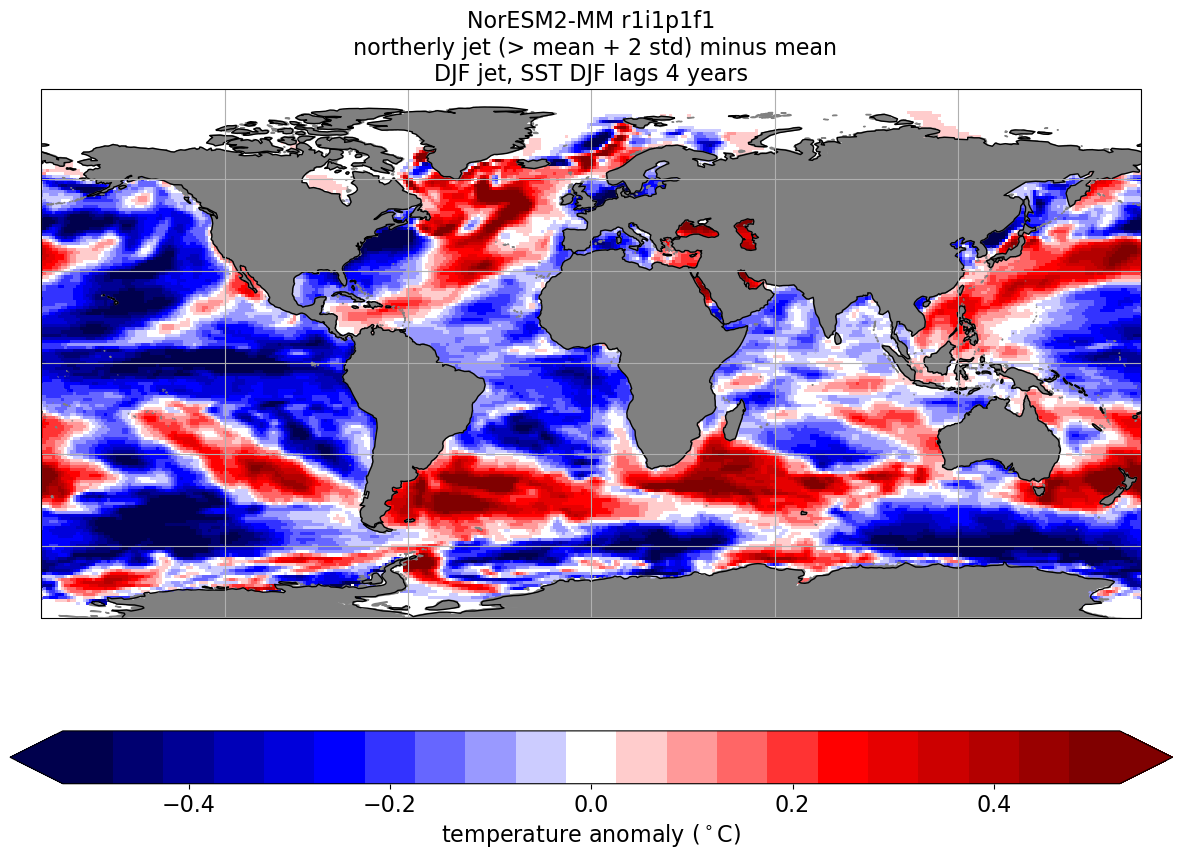 NorESM2-MM r1i1p1f1
northerly jet (> mean + 2 std) minus mean
DJF jet, SST DJF lags 4 years
−0.4 −0.2 0.0 0.2 0.4
temperature anomaly (°C)